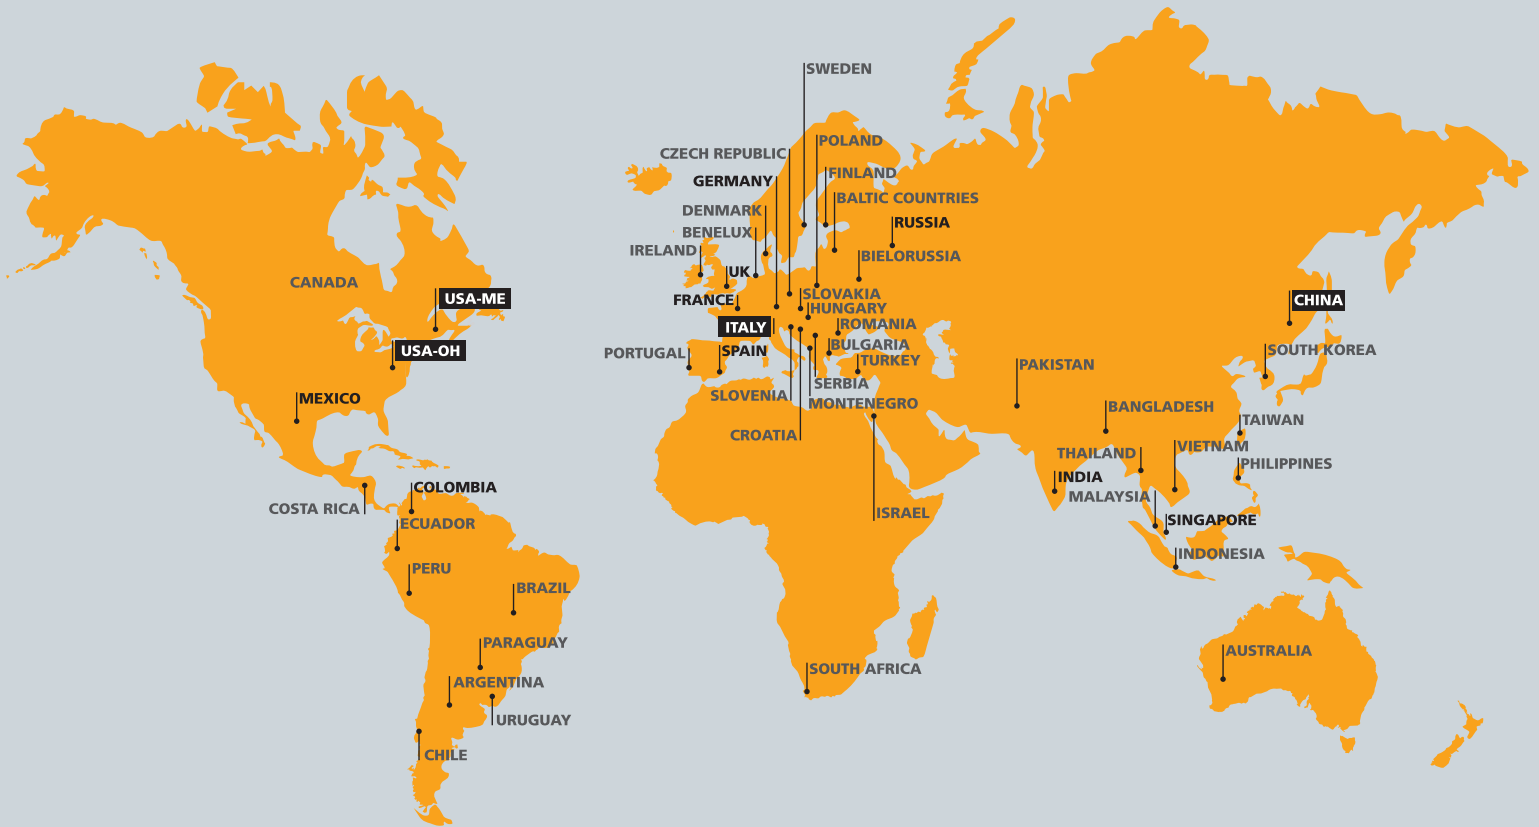 SWEDEN
POLAND
CZECH REPUBLIC
FINLAND
GERMANY
BALTIC COUNTRIES
DENMARK
RUSSIA
BENELUX
IRELAND
BIELORUSSIA
UK
CANADA
SLOVAKIA
USA-ME
FRANCE
CHINA
HUNGARY
ROMANIA
ITALY
BULGARIA
USA-OH
PORTUGAL
SPAIN
SOUTH KOREA
TURKEY
PAKISTAN
SERBIA
SLOVENIA
MEXICO
MONTENEGRO
BANGLADESH
TAIWAN
CROATIA
VIETNAM
THAILAND
PHILIPPINES
INDIA
COLOMBIA
MALAYSIA
COSTA RICA
ISRAEL
SINGAPORE
ECUADOR
INDONESIA
PERU
BRAZIL
PARAGUAY
AUSTRALIA
SOUTH AFRICA
ARGENTINA
URUGUAY
CHILE